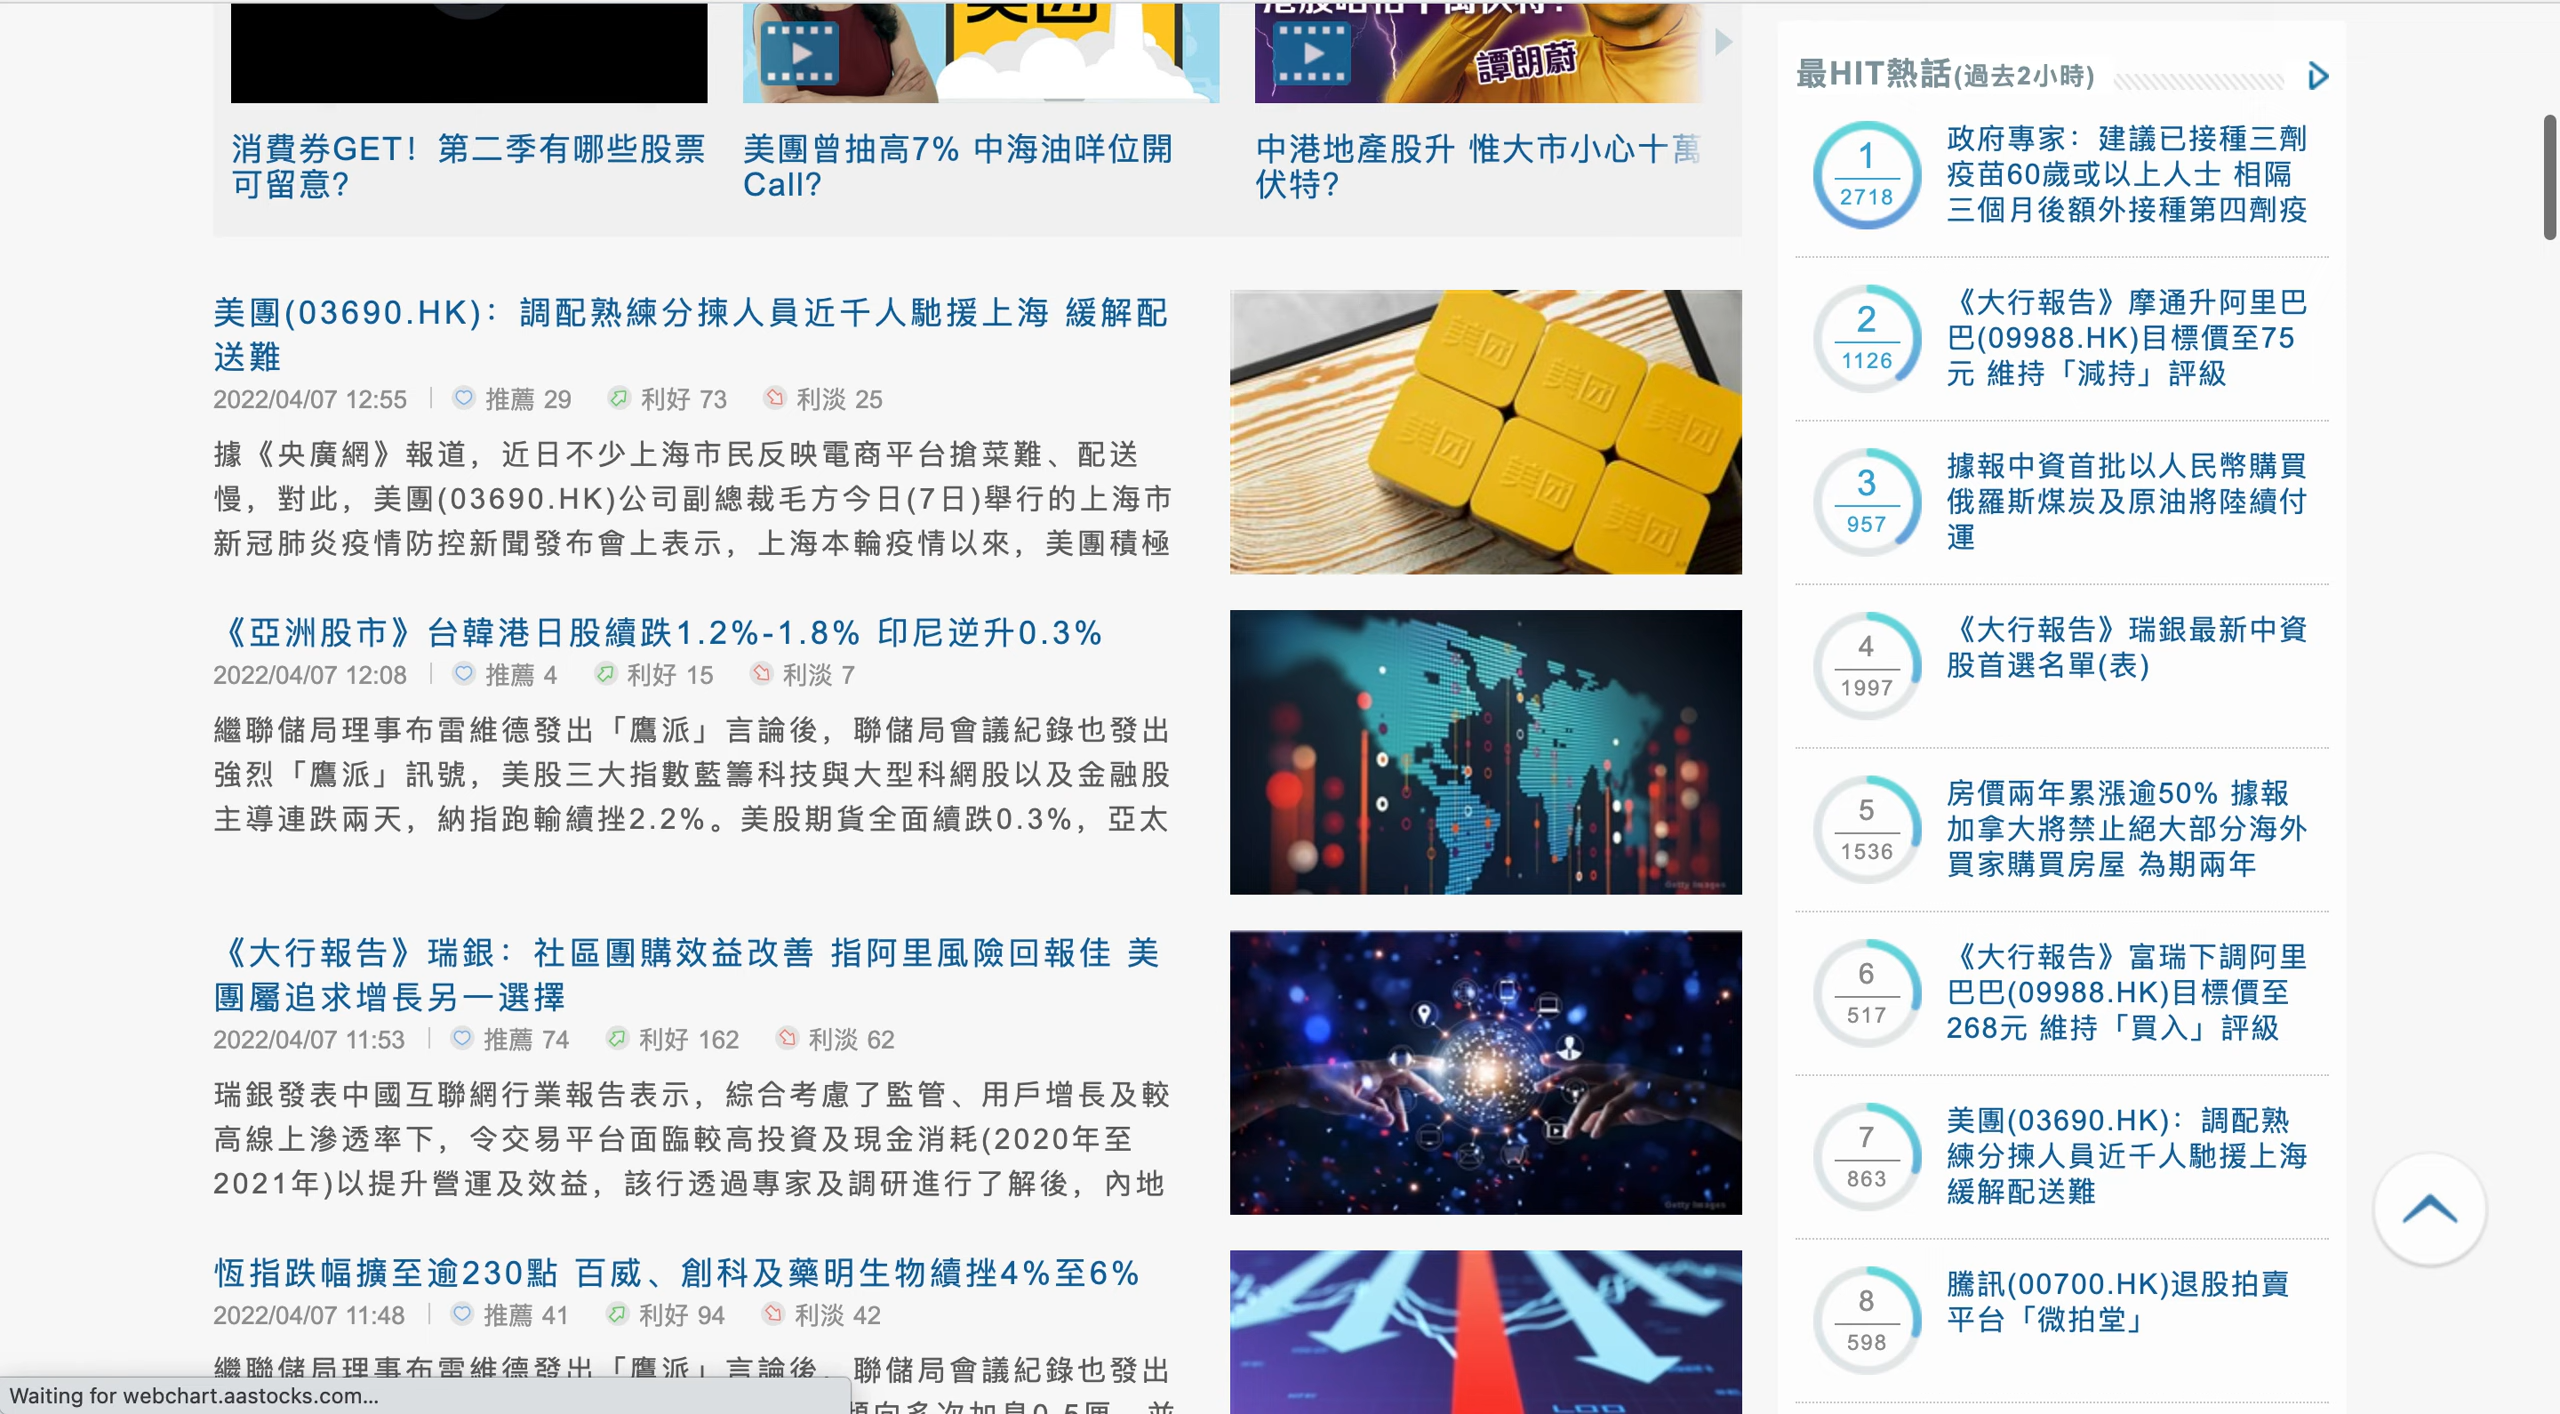 美团
譚朗蔚
消費券GET！第二季有哪些股票
可留意?
美團曾抽高7% 中海油咩位開
Call?
中港地產股升 惟大市小心十萬
伏特?
美團(03690.HK)：調配熟練分揀人員近千人馳援上海 緩解配
送難
2022/04/07 12:55 推薦 29 利好 73 利淡 25
據《央廣網》報道，近日不少上海市民反映電商平台搶菜難、配送
慢，對此，美團(03690.HK)公司副總裁毛方今日(7日)舉行的上海市
新冠肺炎疫情防控新聞發布會上表示，上海本輪疫情以來，美團積極
美团
美团
美团
美团
美团
美团
《亞洲股市》台韓港日股續跌1.2%-1.8% 印尼逆升0.3%
2022/04/07 12:08 推薦 4 利好 15 利淡 7
繼聯儲局理事布雷維德發出「鷹派」言論後，聯儲局會議紀錄也發出
強烈「鷹派」訊號，美股三大指數藍籌科技與大型科網股以及金融股
主導連跌兩天，納指跑輸續挫2.2%。美股期貨全面續跌0.3%，亞太
Getty Images
《大行報告》瑞銀：社區團購效益改善 指阿里風險回報佳 美
團屬追求增長另一選擇
2022/04/07 11:53 推薦 74 利好 162 利淡 62
瑞銀發表中國互聯網行業報告表示，綜合考慮了監管、用戶增長及較
高線上滲透率下，令交易平台面臨較高投資及現金消耗(2020年至
2021年)以提升營運及效益，該行透過專家及調研進行了解後，內地
Getty Images
恆指跌幅擴至逾230點 百威、創科及藥明生物續挫4%至6%
2022/04/07 11:48 推薦 41 利好 94 利淡 42
繼聯儲局理事布雷維德發出「鷹派」言論後，聯儲局會議紀錄也發出
Waiting for webchart.aastocks.com...
最HIT熱話(過去2小時)
1
2718
政府專家：建議已接種三劑
疫苗60歲或以上人士 相隔
三個月後額外接種第四劑疫
2
1126
《大行報告》摩通升阿里巴
巴(09988.HK)目標價至75
元 維持「減持」評級
3
957
據報中資首批以人民幣購買
俄羅斯煤炭及原油將陸續付
運
4
1997
《大行報告》瑞銀最新中資
股首選名單(表)
5
1536
房價兩年累漲逾50% 據報
加拿大將禁止絕大部分海外
買家購買房屋 為期兩年
6
517
《大行報告》富瑞下調阿里
巴巴(09988.HK)目標價至
268元 維持「買入」評級
7
863
美團(03690.HK)：調配熟
練分揀人員近千人馳援上海
緩解配送難
8
598
騰訊(00700.HK)退股拍賣
平台「微拍堂」